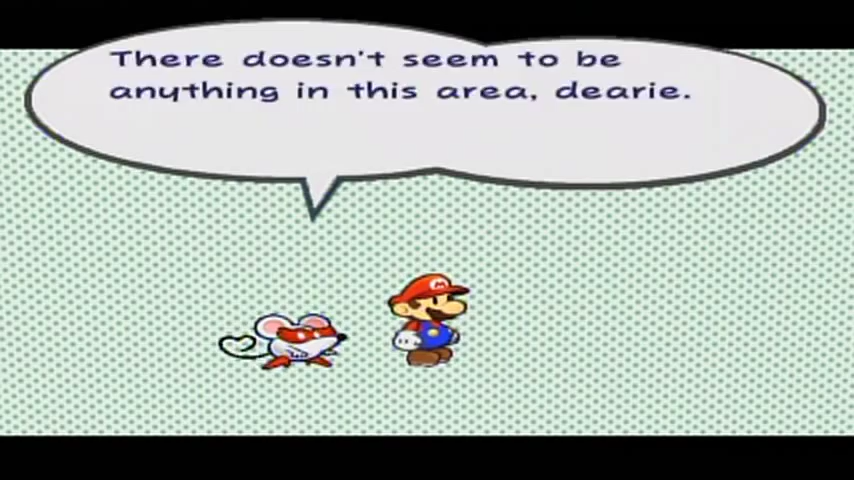 There doesn't seem to be
anything in this area, dearie.